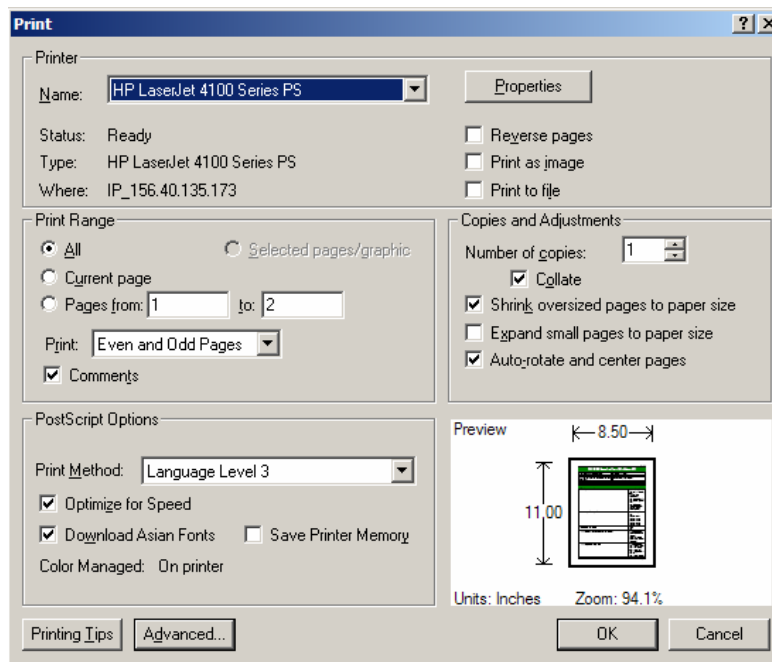 Print
Printer
Name: HP LaserJet 4100 Series PS
Properties
Status: Ready
Reverse pages
Type: HP LaserJet 4100 Series PS
Print as image
Where: IP_156.40.135.173
Print to file
Print Range
All Selected pages/graphic
Current page
Pages from: 1 to: 2
Print: Even and Odd Pages
Comments
Copies and Adjustments
Number of copies: 1
Collate
Shrink oversized pages to paper size
Expand small pages to paper size
Auto-rotate and center pages
PostScript Options
Print Method: Language Level 3
Optimize for Speed
Download Asian Fonts Save Printer Memory
Color Managed: On printer
Preview
8.50
11.00
Units: Inches Zoom: 94.1%
Printing Tips Advanced... OK Cancel